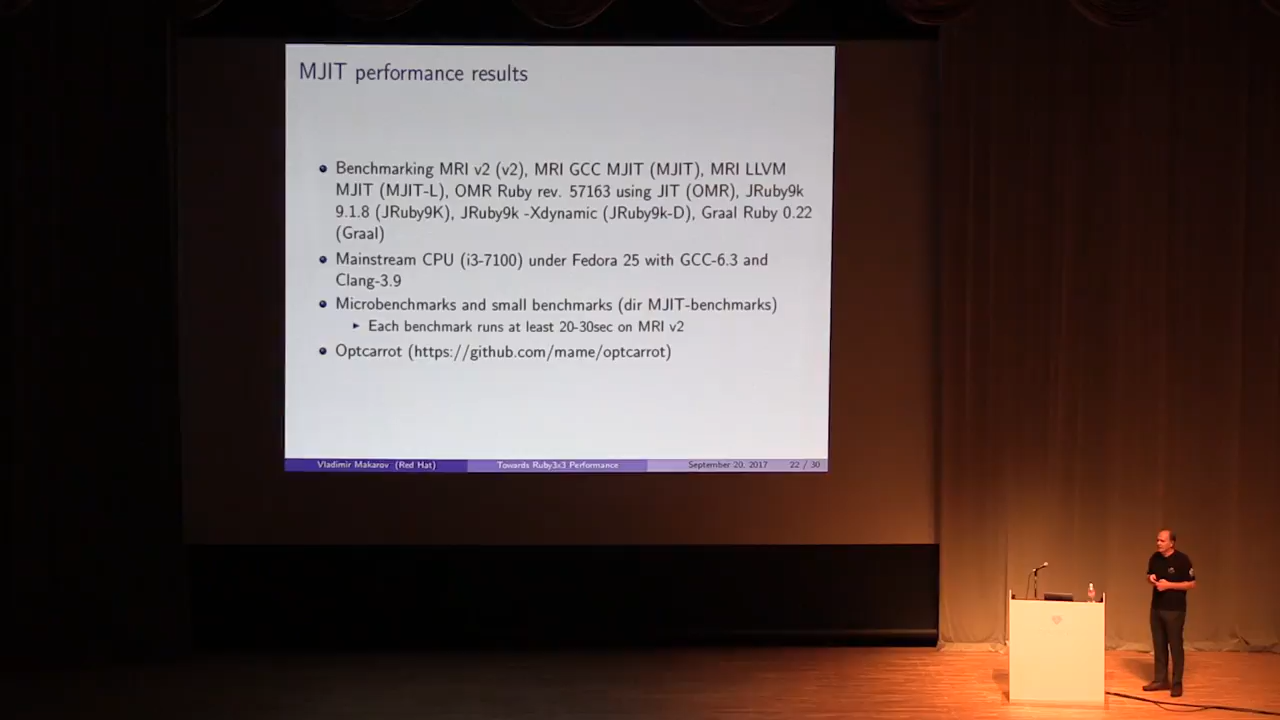 MJIT performance results
Benchmarking MRI v2 (v2), MRI GCC MJIT (MJIT), MRI LLVM
MJIT (MJIT-L), OMR Ruby rev. 57163 using JIT (OMR), JRuby9k
9.1.8 (JRuby9K), JRuby9k -Xdynamic (JRuby9k-D), Graal Ruby 0.22
(Graal)
Mainstream CPU (i3-7100) under Fedora 25 with GCC-6.3 and
Clang-3.9
Microbenchmarks and small benchmarks (dir MJIT-benchmarks)
Each benchmark runs at least 20-30sec on MRI v2
Optcarrot (https://github.com/mame/optcarrot)
Vladimir Makarov (Red Hat) Towards Ruby3x3 Performance September 20, 2017 22 / 30